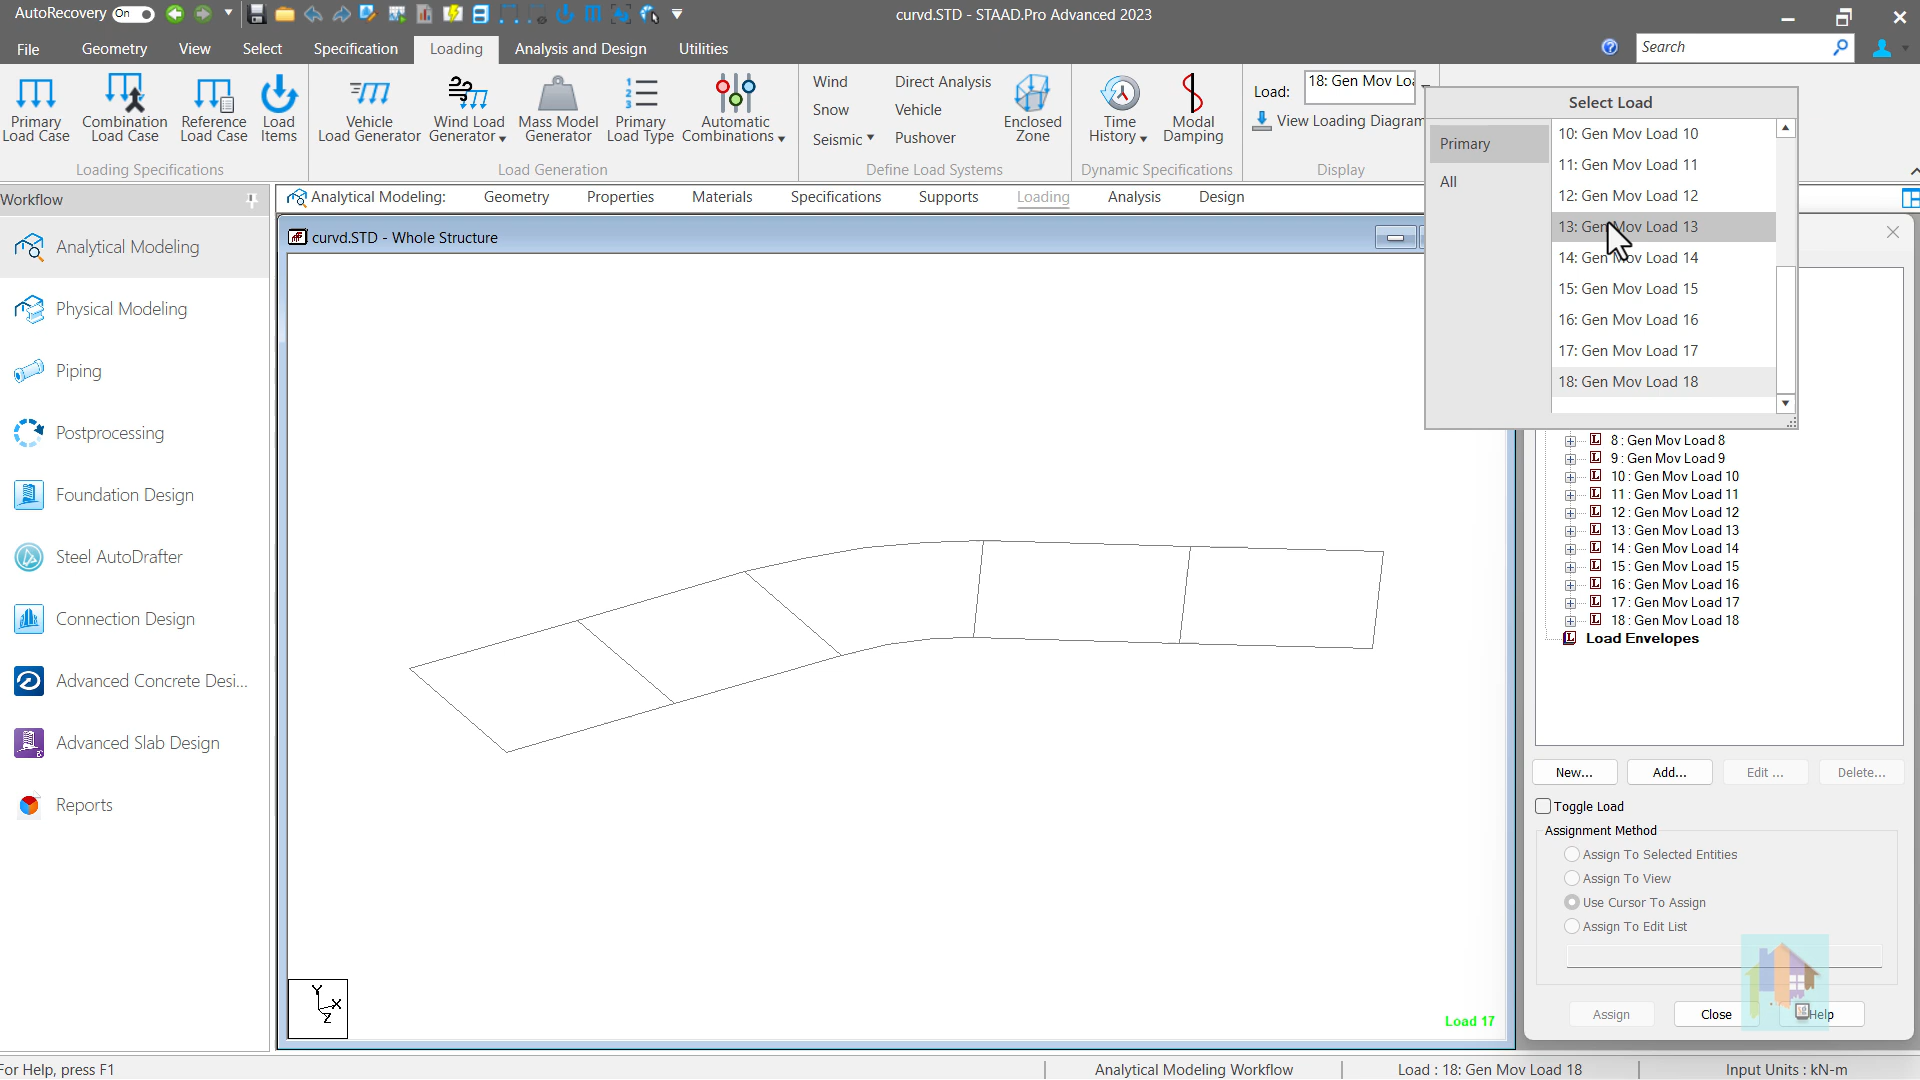 AutoRecovery On
curvd.STD - STAAD.Pro Advanced 2023
File
Geometry
View
Select
Specification
Loading
Analysis and Design
Utilities
Search
Primary
Load Case
Combination
Load Case
Reference
Load Case
Load
Items
Loading Specifications
Vehicle
Load Generator
Wind Load
Generator
Mass Model
Generator
Primary
Load Type
Automatic
Combinations
Load Generation
Wind
Snow
Seismic
Direct Analysis
Vehicle
Pushover
Enclosed
Zone
Define Load Systems
Time
History
Modal
Damping
Dynamic Specifications
Load:
18: Gen Mov Loa
View Loading Diagram
Display
Select Load
Primary
All
10: Gen Mov Load 10
11: Gen Mov Load 11
12: Gen Mov Load 12
13: Gen Mov Load 13
14: Gen Mov Load 14
15: Gen Mov Load 15
16: Gen Mov Load 16
17: Gen Mov Load 17
18: Gen Mov Load 18
Workflow
Analytical Modeling
Physical Modeling
Piping
Postprocessing
Foundation Design
Steel AutoDrafter
Connection Design
Advanced Concrete Desi...
Advanced Slab Design
Reports
Analytical Modeling:
Geometry
Properties
Materials
Specifications
Supports
Loading
Analysis
Design
curvd.STD - Whole Structure
Y
X
Z
Load 17
8 : Gen Mov Load 8
9 : Gen Mov Load 9
10 : Gen Mov Load 10
11 : Gen Mov Load 11
12 : Gen Mov Load 12
13 : Gen Mov Load 13
14 : Gen Mov Load 14
15 : Gen Mov Load 15
16 : Gen Mov Load 16
17 : Gen Mov Load 17
18 : Gen Mov Load 18
Load Envelopes
New...
Add...
Edit ...
Delete...
Toggle Load
Assignment Method
Assign To Selected Entities
Assign To View
Use Cursor To Assign
Assign To Edit List
Assign
Close
Help
For Help, press F1
Analytical Modeling Workflow
Load : 18: Gen Mov Load 18
Input Units : kN-m